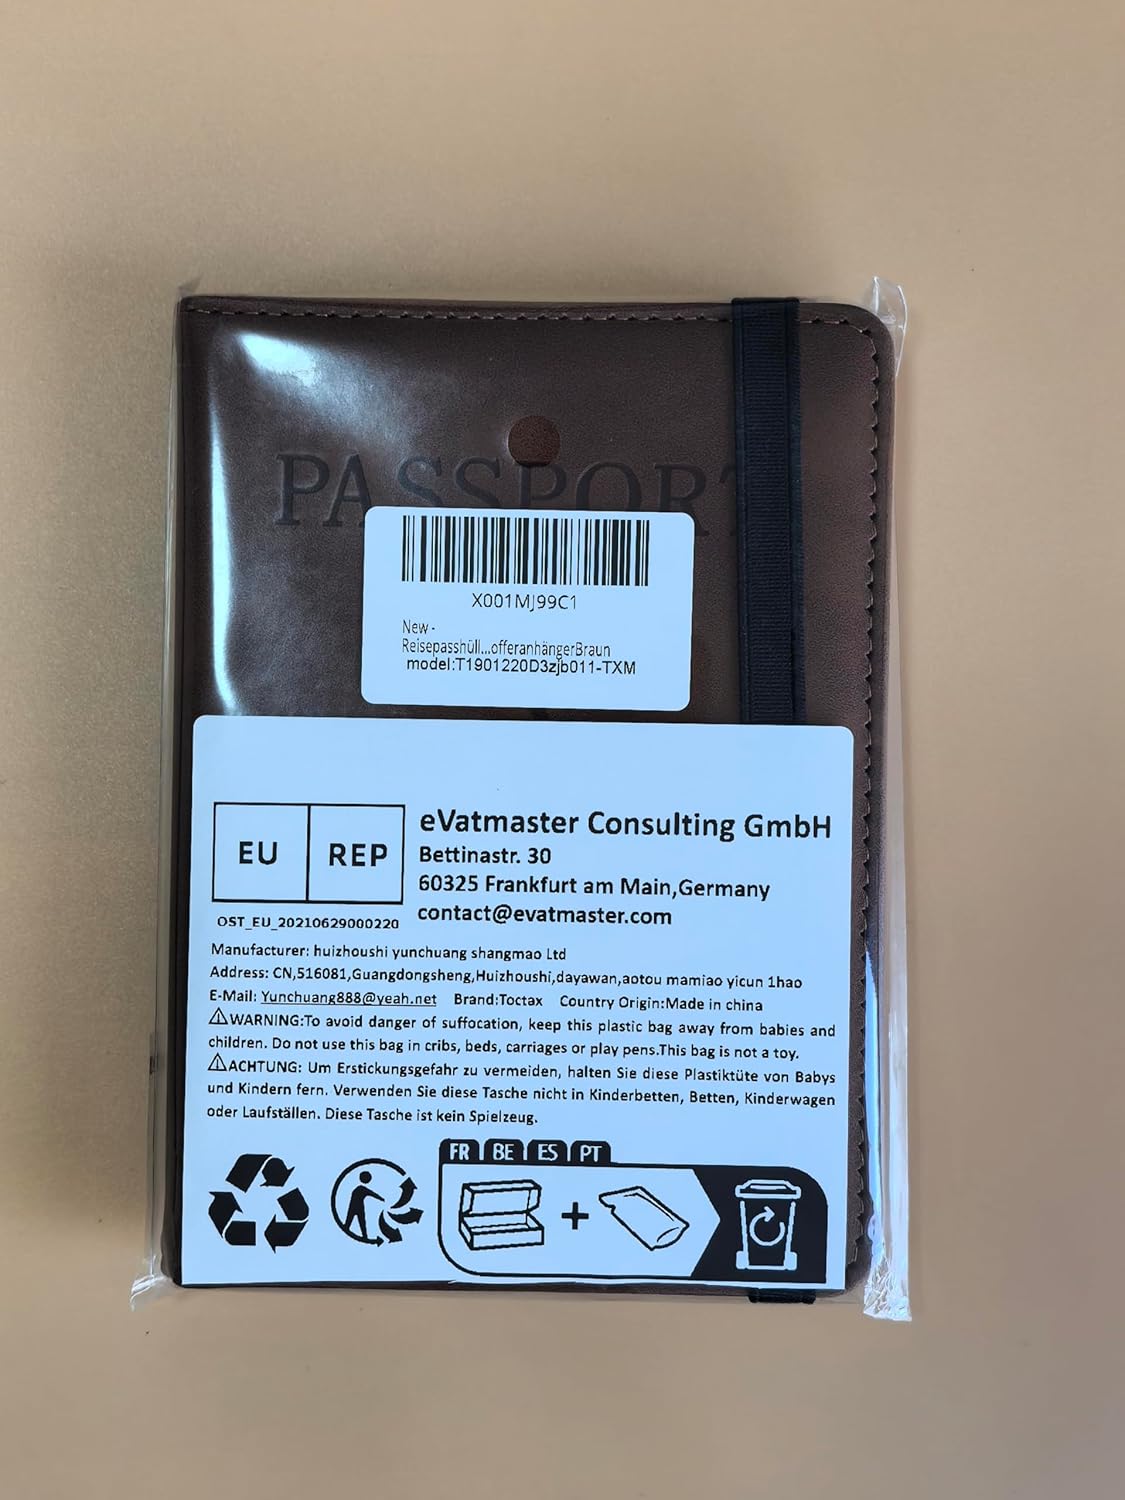 PASSPORT
X001MJ99C1
New -
Reisepasshüll...offeranhängerBraun
model:T1901220D3zjb011-TXM
EU REP
eVatmaster Consulting GmbH
Bettinastr. 30
60325 Frankfurt am Main,Germany
contact@evatmaster.com
OST_EU_20210629000220
Manufacturer: huizhoushi yunchuang shangmao Ltd
Address: CN,516081,Guangdongsheng,Huizhoushi,dayawan,aotou mamiao yicun 1hao
E-Mail: Yunchuang888@yeah.net Brand:Toctax Country Origin:Made in china
⚠WARNING:To avoid danger of suffocation, keep this plastic bag away from babies and
children. Do not use this bag in cribs, beds, carriages or play pens.This bag is not a toy.
⚠ACHTUNG: Um Erstickungsgefahr zu vermeiden, halten Sie diese Plastiktüte von Babys
und Kindern fern. Verwenden Sie diese Tasche nicht in Kinderbetten, Betten, Kinderwagen
oder Laufställen. Diese Tasche ist kein Spielzeug.
FR BE ES PT
+